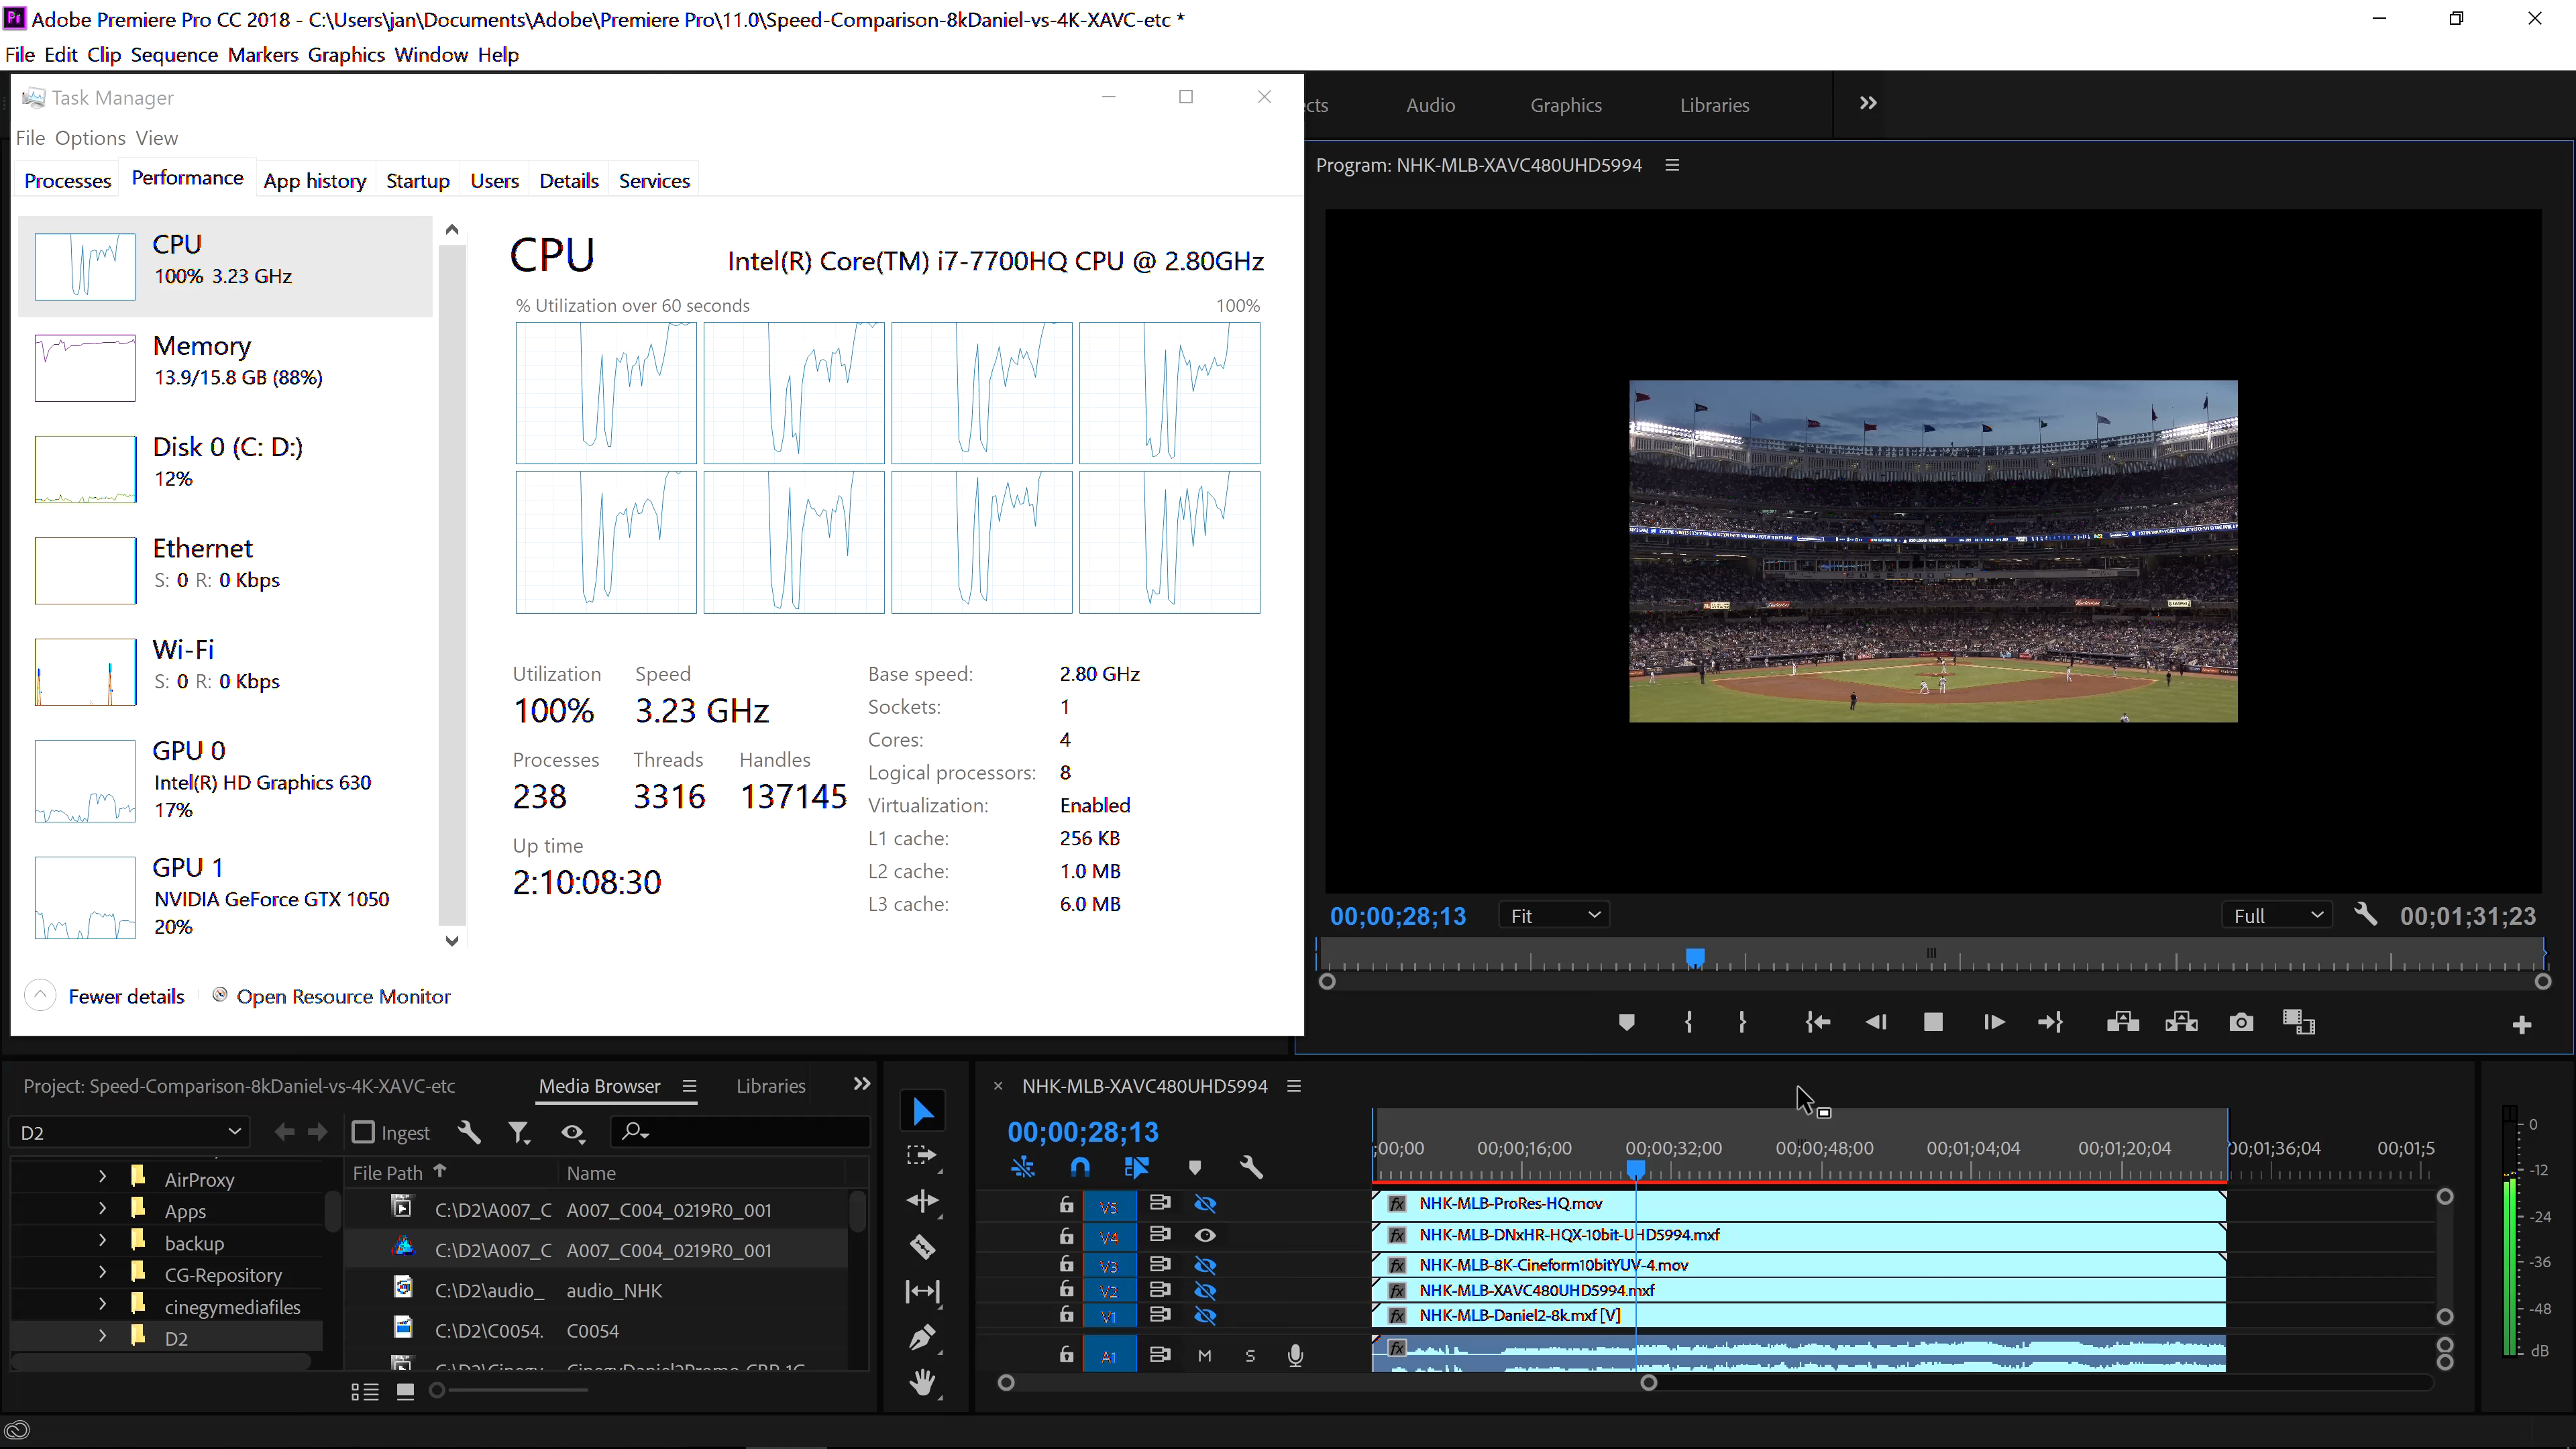 Adobe Premiere Pro CC 2018 - C:\Users\jan\Documents\Adobe\Premiere Pro\11.0\Speed-Comparison-8kDaniel-vs-4K-XAVC-etc *
File Edit Clip Sequence Markers Graphics Window Help
Task Manager
File Options View
Processes Performance App history Startup Users Details Services
CPU
100% 3.23 GHz
Memory
13.9/15.8 GB (88%)
Disk 0 (C: D:)
12%
Ethernet
S: 0 R: 0 Kbps
Wi-Fi
S: 0 R: 0 Kbps
GPU 0
Intel(R) HD Graphics 630
17%
GPU 1
NVIDIA GeForce GTX 1050
20%
CPU Intel(R) Core(TM) i7-7700HQ CPU @ 2.80GHz
% Utilization over 60 seconds 100%
Utilization Speed
100% 3.23 GHz
Processes Threads Handles
238 3316 137145
Up time
2:10:08:30
Base speed: 2.80 GHz
Sockets: 1
Cores: 4
Logical processors: 8
Virtualization: Enabled
L1 cache: 256 KB
L2 cache: 1.0 MB
L3 cache: 6.0 MB
Fewer details Open Resource Monitor
cts Audio Graphics Libraries
Program: NHK-MLB-XAVC480UHD5994
00;00;28;13 Fit Full 00;01;31;23
Project: Speed-Comparison-8kDaniel-vs-4K-XAVC-etc Media Browser Libraries
D2 Ingest
AirProxy
Apps
backup
CG-Repository
cinegymediafiles
D2
File Path Name
C:\D2\A007_C A007_C004_0219R0_001
C:\D2\A007_C A007_C004_0219R0_001
C:\D2\audio_ audio_NHK
C:\D2\C0054. C0054
NHK-MLB-XAVC480UHD5994
00;00;28;13
;00;00 00;00;16;00 00;00;32;00 00;00;48;00 00;01;04;04 00;01;20;04 00;01;36;04 00;01;5
V5 NHK-MLB-ProRes-HQ.mov
V4 NHK-MLB-DNxHR-HQX-10bit-UHD5994.mxf
V3 NHK-MLB-8K-Cineform10bitYUV-4.mov
V2 NHK-MLB-XAVC480UHD5994.mxf
V1 NHK-MLB-Daniel2-8k.mxf [V]
A1 M S
0
-12
-24
-36
-48
dB